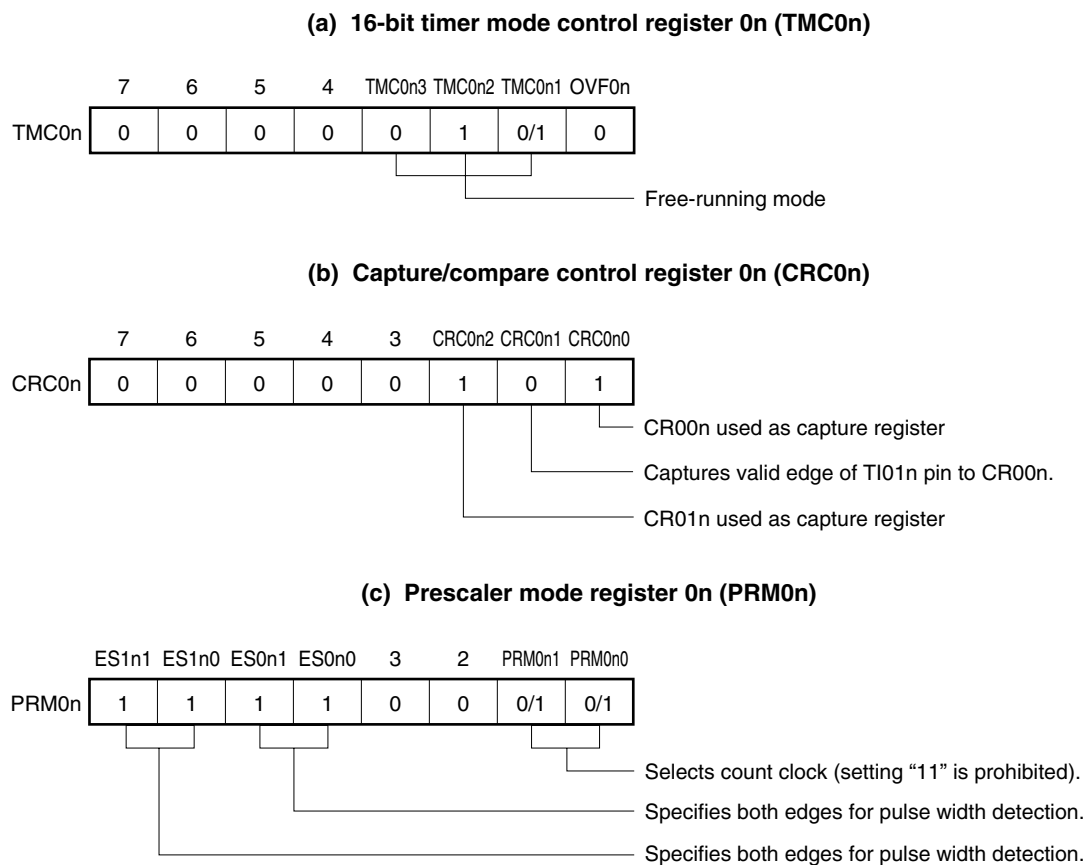 (a) 16-bit timer mode control register 0n (TMC0n)
7 6 5 4 TMC0n3 TMC0n2 TMC0n1 OVF0n
TMC0n 0 0 0 0 0 1 0/1 0
Free-running mode
(b) Capture/compare control register 0n (CRC0n)
7 6 5 4 3 CRC0n2 CRC0n1 CRC0n0
CRC0n 0 0 0 0 0 1 0 1
CR00n used as capture register
Captures valid edge of TI01n pin to CR00n.
CR01n used as capture register
(c) Prescaler mode register 0n (PRM0n)
ES1n1 ES1n0 ES0n1 ES0n0 3 2 PRM0n1 PRM0n0
PRM0n 1 1 1 1 0 0 0/1 0/1
Selects count clock (setting “11” is prohibited).
Specifies both edges for pulse width detection.
Specifies both edges for pulse width detection.